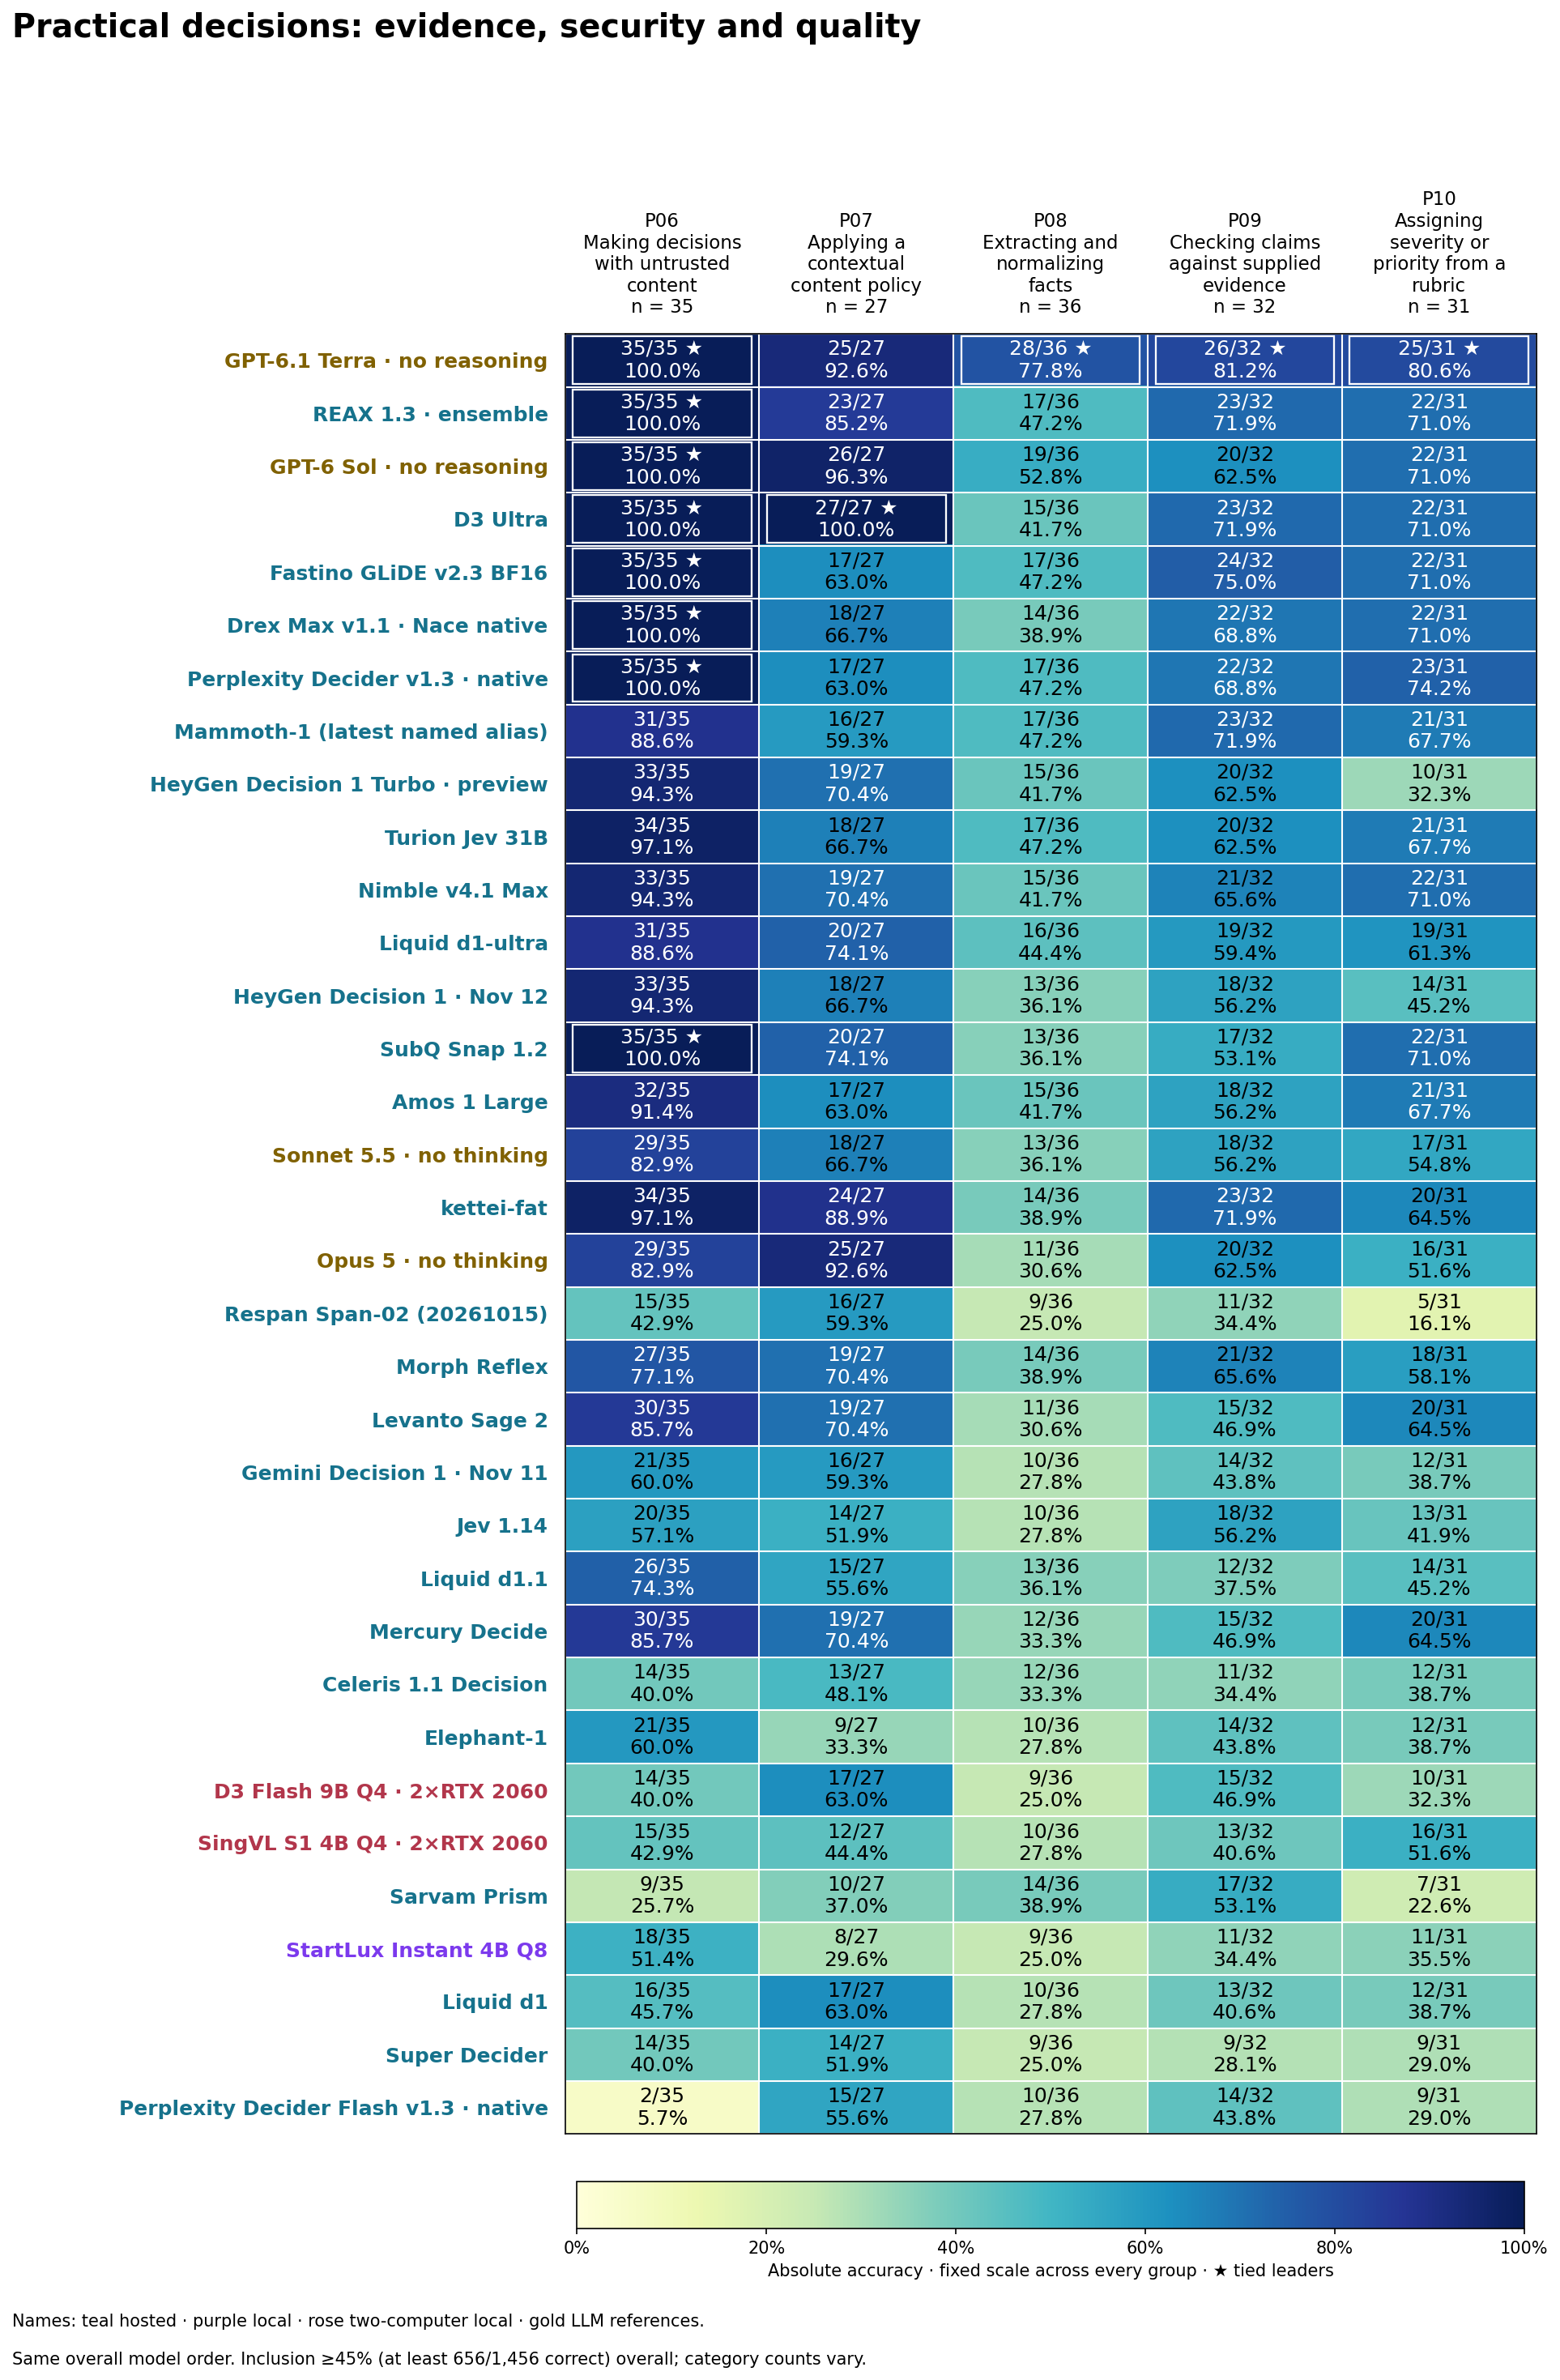 Practical decisions: evidence, security and quality
P06
Making decisions
with untrusted
content
n = 35
P07
Applying a
contextual
content policy
n = 27
P08
Extracting and
normalizing
facts
n = 36
P09
Checking claims
against supplied
evidence
n = 32
P10
Assigning
severity or
priority from a
rubric
n = 31
GPT-6.1 Terra · no reasoning
35/35 ★ 25/27 28/36 ★ 26/32 ★ 25/31 ★
100.0% 92.6% 77.8% 81.2% 80.6%
REAX 1.3 · ensemble
35/35 ★ 23/27 17/36 23/32 22/31
100.0% 85.2% 47.2% 71.9% 71.0%
GPT-6 Sol · no reasoning
35/35 ★ 26/27 19/36 20/32 22/31
100.0% 96.3% 52.8% 62.5% 71.0%
D3 Ultra
35/35 ★ 27/27 ★ 15/36 23/32 22/31
100.0% 100.0% 41.7% 71.9% 71.0%
Fastino GLiDE v2.3 BF16
35/35 ★ 17/27 17/36 24/32 22/31
100.0% 63.0% 47.2% 75.0% 71.0%
Drex Max v1.1 · Nace native
35/35 ★ 18/27 14/36 22/32 22/31
100.0% 66.7% 38.9% 68.8% 71.0%
Perplexity Decider v1.3 · native
35/35 ★ 17/27 17/36 22/32 23/31
100.0% 63.0% 47.2% 68.8% 74.2%
Mammoth-1 (latest named alias)
31/35 16/27 17/36 23/32 21/31
88.6% 59.3% 47.2% 71.9% 67.7%
HeyGen Decision 1 Turbo · preview
33/35 19/27 15/36 20/32 10/31
94.3% 70.4% 41.7% 62.5% 32.3%
Turion Jev 31B
34/35 18/27 17/36 20/32 21/31
97.1% 66.7% 47.2% 62.5% 67.7%
Nimble v4.1 Max
33/35 19/27 15/36 21/32 22/31
94.3% 70.4% 41.7% 65.6% 71.0%
Liquid d1-ultra
31/35 20/27 16/36 19/32 19/31
88.6% 74.1% 44.4% 59.4% 61.3%
HeyGen Decision 1 · Nov 12
33/35 18/27 13/36 18/32 14/31
94.3% 66.7% 36.1% 56.2% 45.2%
SubQ Snap 1.2
35/35 ★ 20/27 13/36 17/32 22/31
100.0% 74.1% 36.1% 53.1% 71.0%
Amos 1 Large
32/35 17/27 15/36 18/32 21/31
91.4% 63.0% 41.7% 56.2% 67.7%
Sonnet 5.5 · no thinking
29/35 18/27 13/36 18/32 17/31
82.9% 66.7% 36.1% 56.2% 54.8%
kettei-fat
34/35 24/27 14/36 23/32 20/31
97.1% 88.9% 38.9% 71.9% 64.5%
Opus 5 · no thinking
29/35 25/27 11/36 20/32 16/31
82.9% 92.6% 30.6% 62.5% 51.6%
Respan Span-02 (20261015)
15/35 16/27 9/36 11/32 5/31
42.9% 59.3% 25.0% 34.4% 16.1%
Morph Reflex
27/35 19/27 14/36 21/32 18/31
77.1% 70.4% 38.9% 65.6% 58.1%
Levanto Sage 2
30/35 19/27 11/36 15/32 20/31
85.7% 70.4% 30.6% 46.9% 64.5%
Gemini Decision 1 · Nov 11
21/35 16/27 10/36 14/32 12/31
60.0% 59.3% 27.8% 43.8% 38.7%
Jev 1.14
20/35 14/27 10/36 18/32 13/31
57.1% 51.9% 27.8% 56.2% 41.9%
Liquid d1.1
26/35 15/27 13/36 12/32 14/31
74.3% 55.6% 36.1% 37.5% 45.2%
Mercury Decide
30/35 19/27 12/36 15/32 20/31
85.7% 70.4% 33.3% 46.9% 64.5%
Celeris 1.1 Decision
14/35 13/27 12/36 11/32 12/31
40.0% 48.1% 33.3% 34.4% 38.7%
Elephant-1
21/35 9/27 10/36 14/32 12/31
60.0% 33.3% 27.8% 43.8% 38.7%
D3 Flash 9B Q4 · 2×RTX 2060
14/35 17/27 9/36 15/32 10/31
40.0% 63.0% 25.0% 46.9% 32.3%
SingVL S1 4B Q4 · 2×RTX 2060
15/35 12/27 10/36 13/32 16/31
42.9% 44.4% 27.8% 40.6% 51.6%
Sarvam Prism
9/35 10/27 14/36 17/32 7/31
25.7% 37.0% 38.9% 53.1% 22.6%
StartLux Instant 4B Q8
18/35 8/27 9/36 11/32 11/31
51.4% 29.6% 25.0% 34.4% 35.5%
Liquid d1
16/35 17/27 10/36 13/32 12/31
45.7% 63.0% 27.8% 40.6% 38.7%
Super Decider
14/35 14/27 9/36 9/32 9/31
40.0% 51.9% 25.0% 28.1% 29.0%
Perplexity Decider Flash v1.3 · native
2/35 15/27 10/36 14/32 9/31
5.7% 55.6% 27.8% 43.8% 29.0%
0% 20% 40% 60% 80% 100%
Absolute accuracy · fixed scale across every group · ★ tied leaders
Names: teal hosted · purple local · rose two-computer local · gold LLM references.
Same overall model order. Inclusion ≥45% (at least 656/1,456 correct) overall; category counts vary.